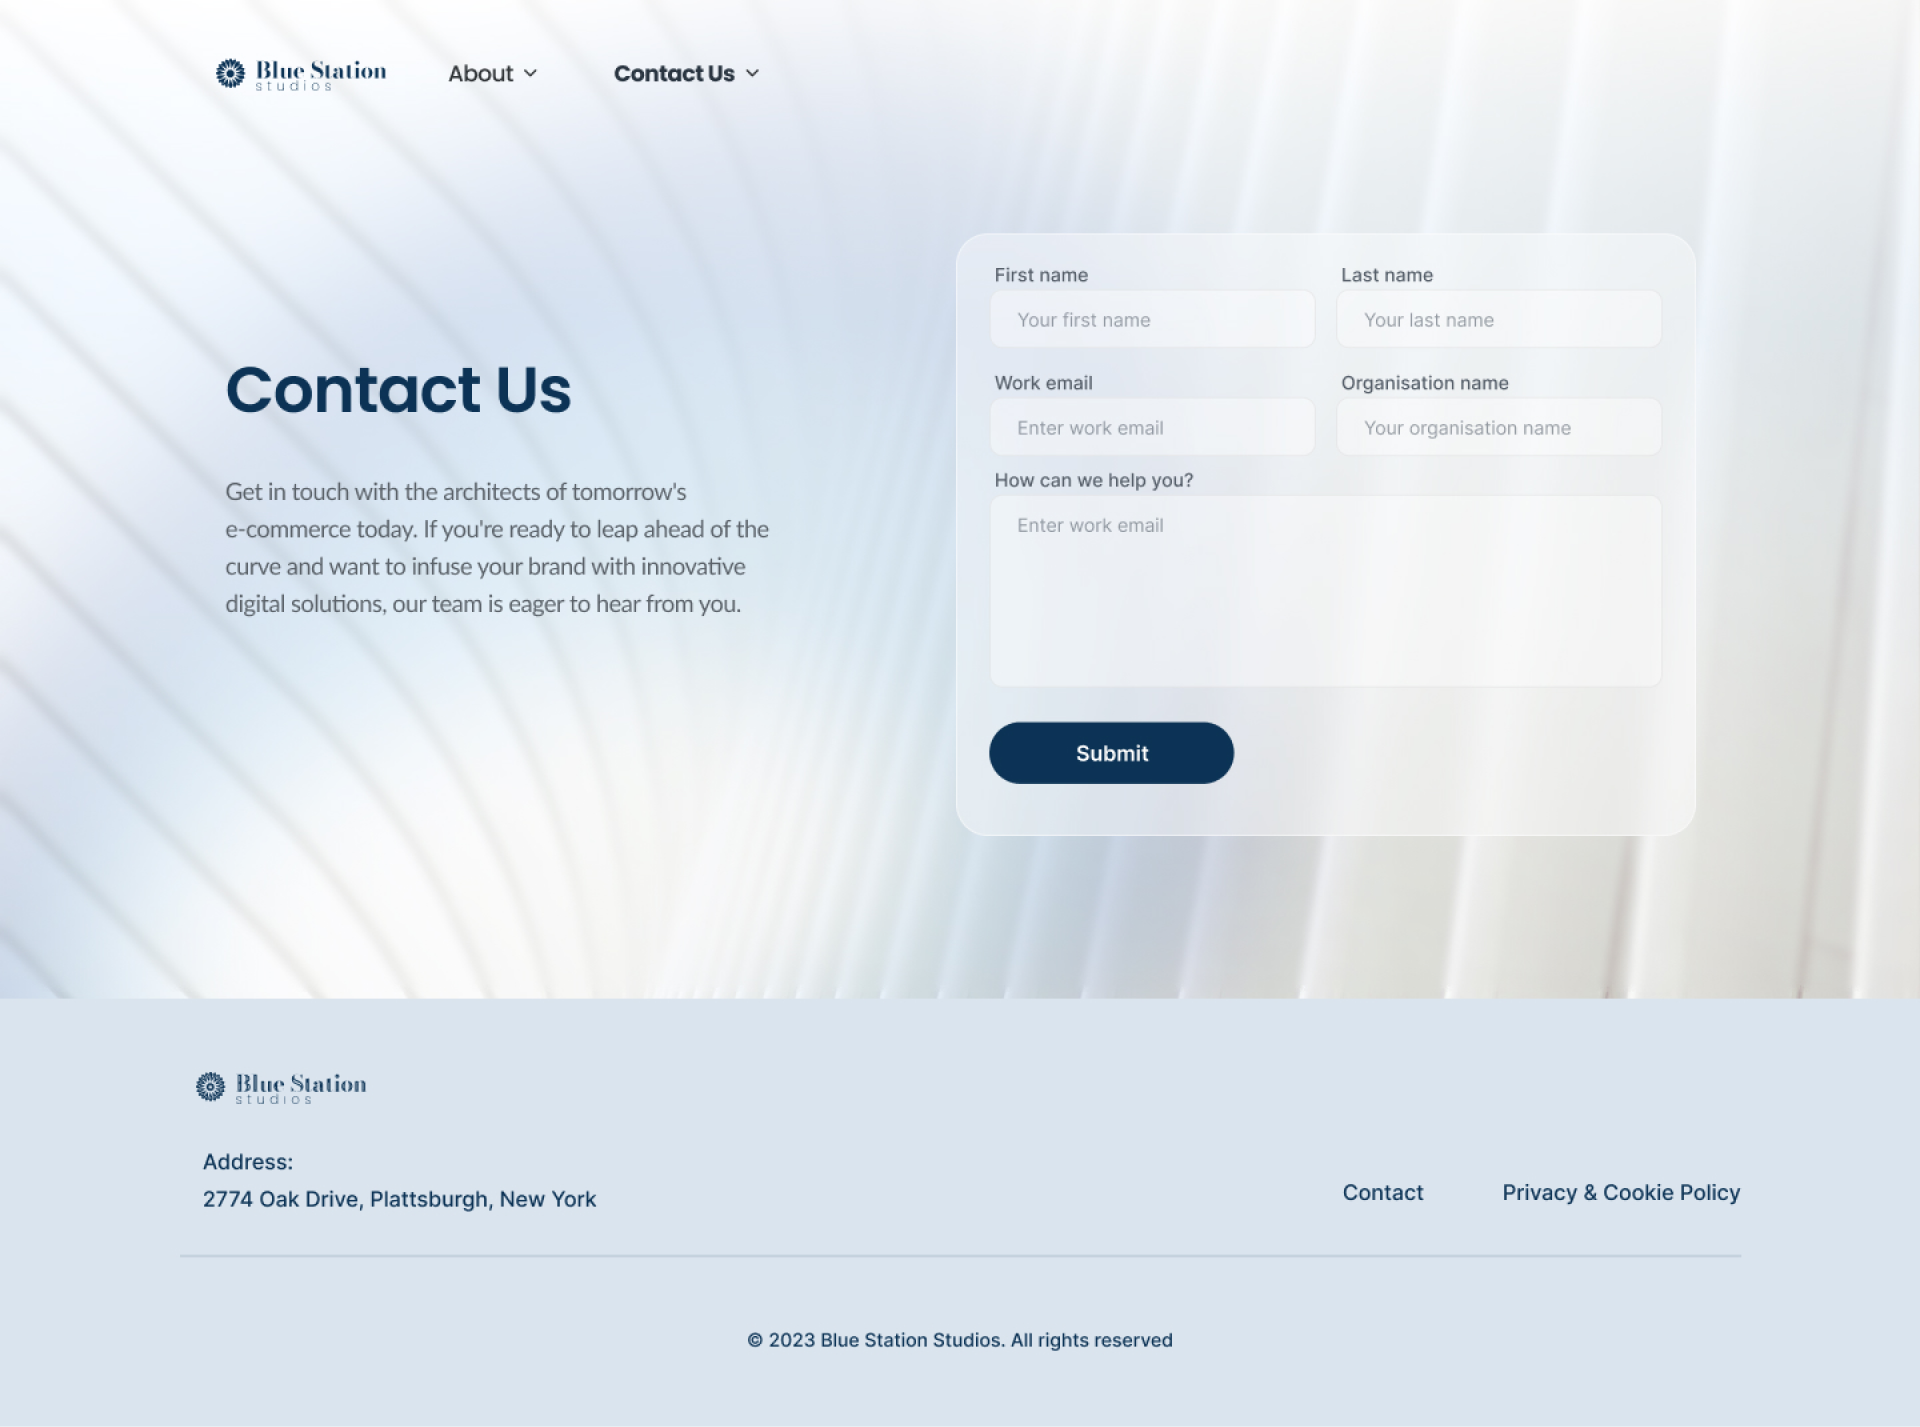 Blue Station
studios
About
Contact Us
Contact Us
Get in touch with the architects of tomorrow's
e-commerce today. If you're ready to leap ahead of the
curve and want to infuse your brand with innovative
digital solutions, our team is eager to hear from you.
First name
Last name
Your first name
Your last name
Work email
Organisation name
Enter work email
Your organisation name
How can we help you?
Enter work email
Submit
Blue Station
studios
Address:
2774 Oak Drive, Plattsburgh, New York
Contact
Privacy & Cookie Policy
© 2023 Blue Station Studios. All rights reserved